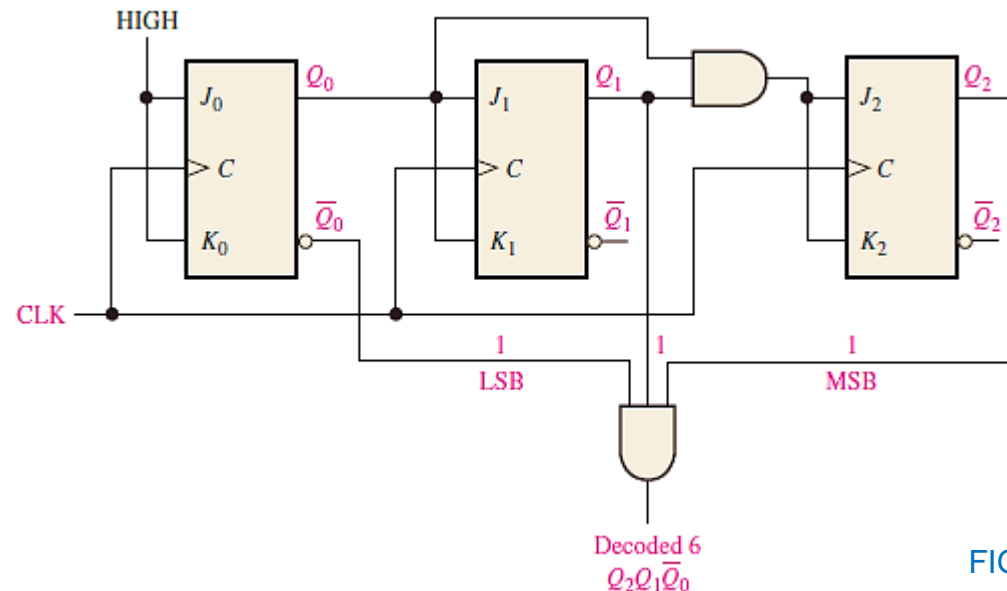 HIGH
Q₀ Q₁ Q₂
J₀ J₁ J₂
C C C
Q̅₀ Q̅₁ Q̅₂
K₀ K₁ K₂
CLK
1 1 1
LSB MSB
Decoded 6
Q₂Q₁Q̅₀